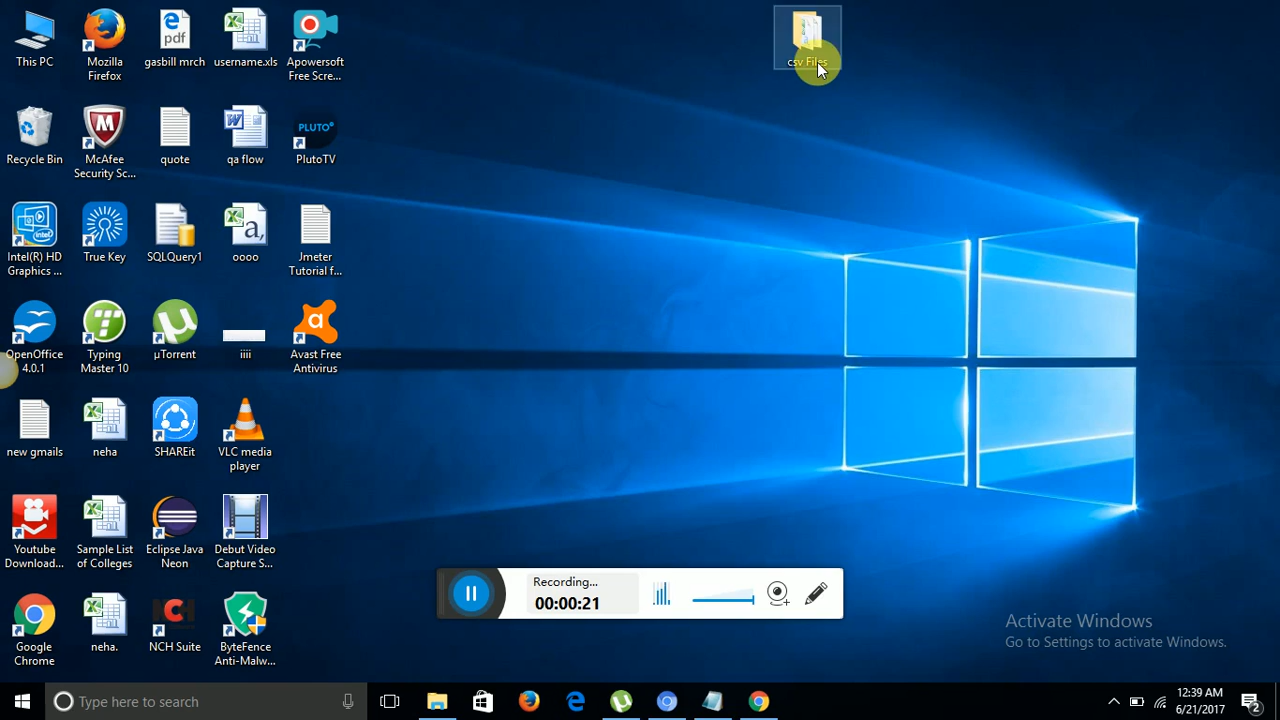 This PC
Mozilla
Firefox
pdf
gasbill mrch
username.xls
Apowersoft
Free Scre...
csv Files
Recycle Bin
McAfee
Security Sc...
quote
qa flow
PLUTO
PlutoTV
Intel(R) HD
Graphics ...
True Key
SQLQuery1
a,
oooo
Jmeter
Tutorial f...
OpenOffice
4.0.1
Typing
Master 10
µTorrent
iiii
Avast Free
Antivirus
new gmails
neha
SHAREit
VLC media
player
Youtube
Download...
Sample List
of Colleges
Eclipse Java
Neon
Debut Video
Capture S...
Google
Chrome
neha.
NCH
NCH Suite
ByteFence
Anti-Malw...
Recording...
00:00:21
Activate Windows
Go to Settings to activate Windows.
Type here to search
12:39 AM
6/21/2017
2